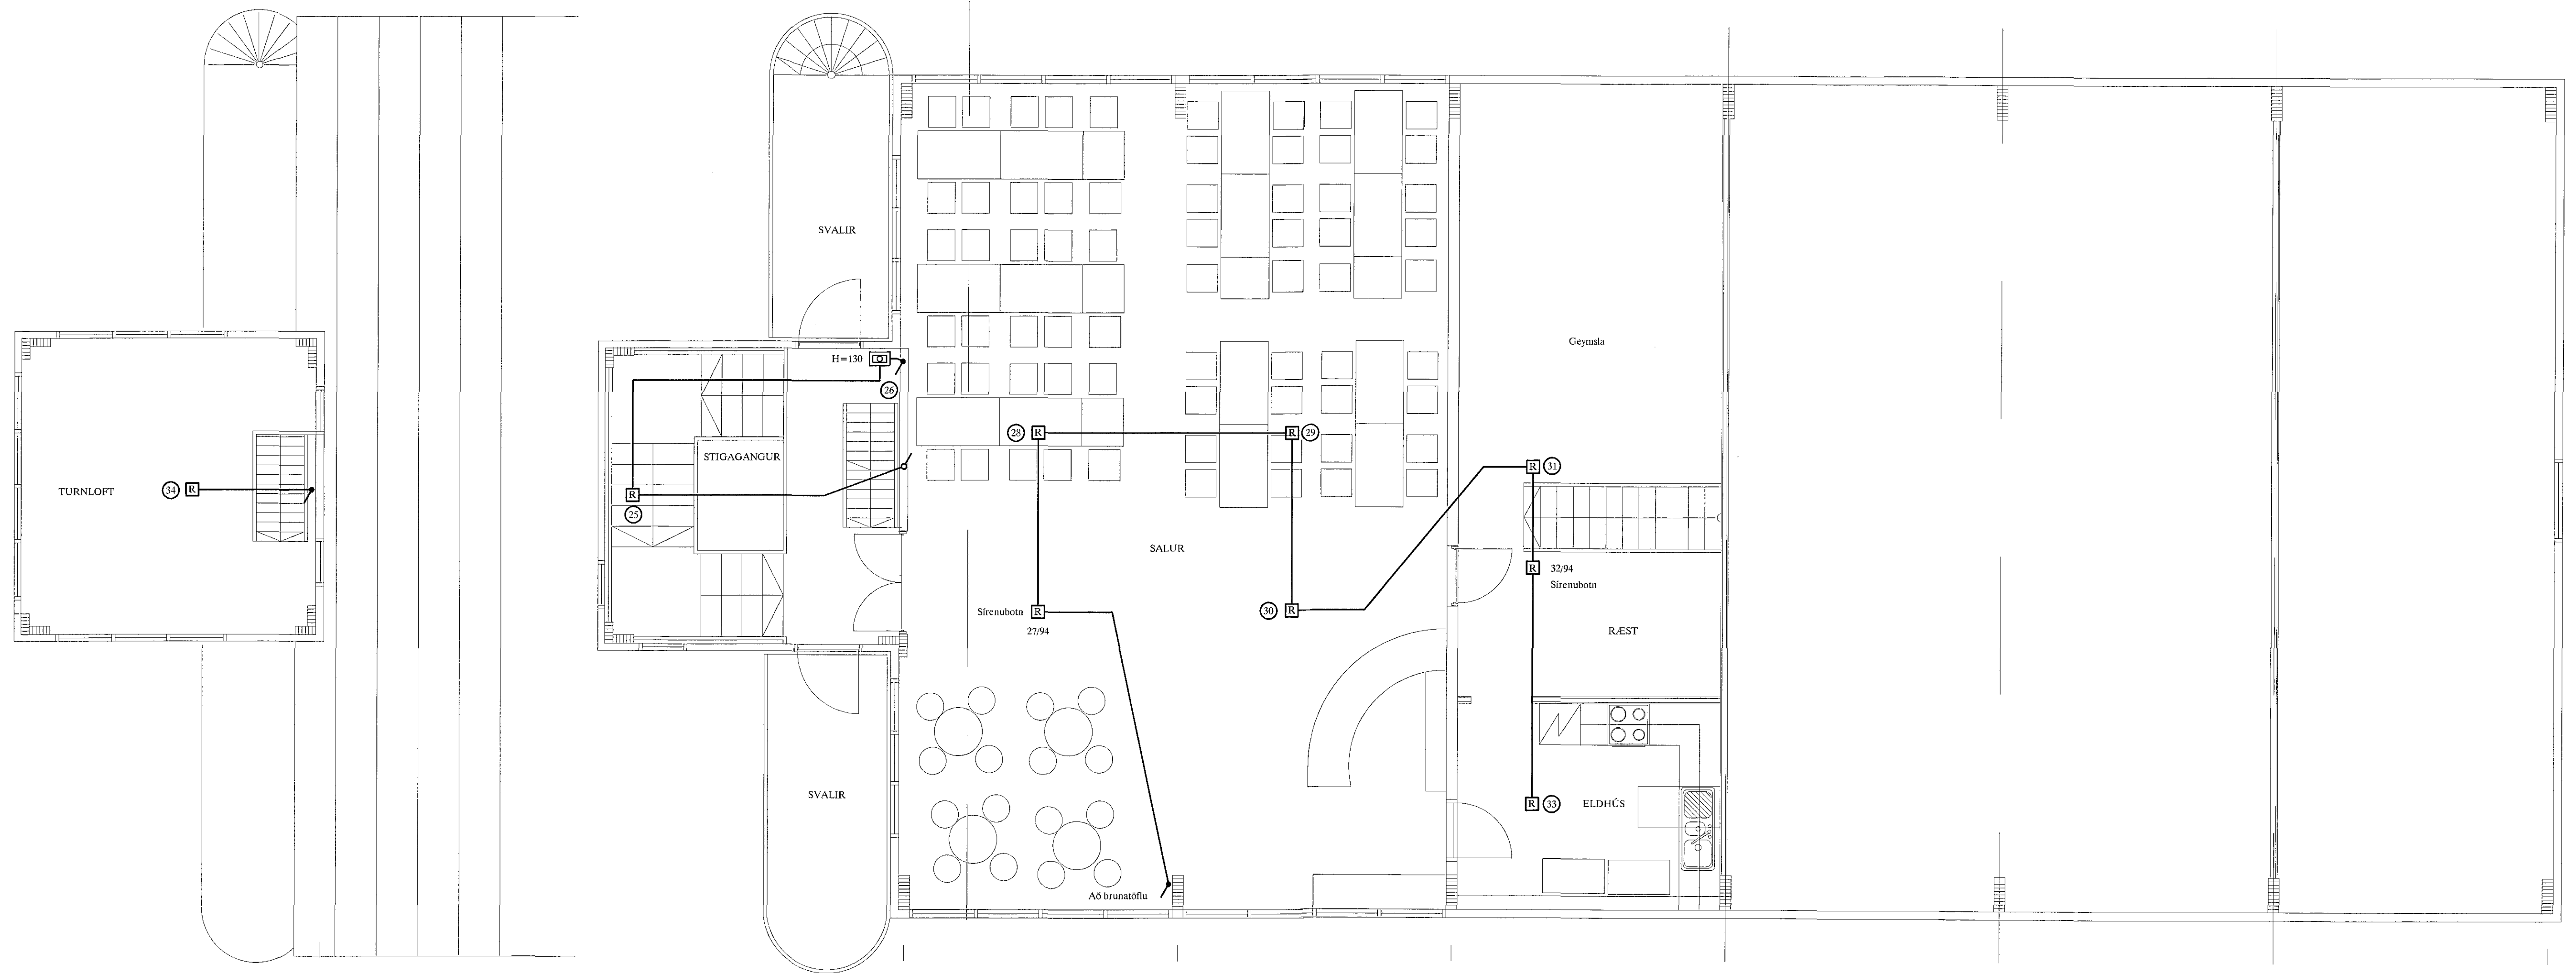 SVALIR
H=130
26
Geymsla
28 R
R 29
STIGAGANGUR
R 31
TURNLOFT
34 R
R
25
SALUR
R 32/94
Sírenubotn
Sírenubotn R
27/94
30 R
RÆST
SVALIR
R 33 ELDHÚS
Að brunatöflu